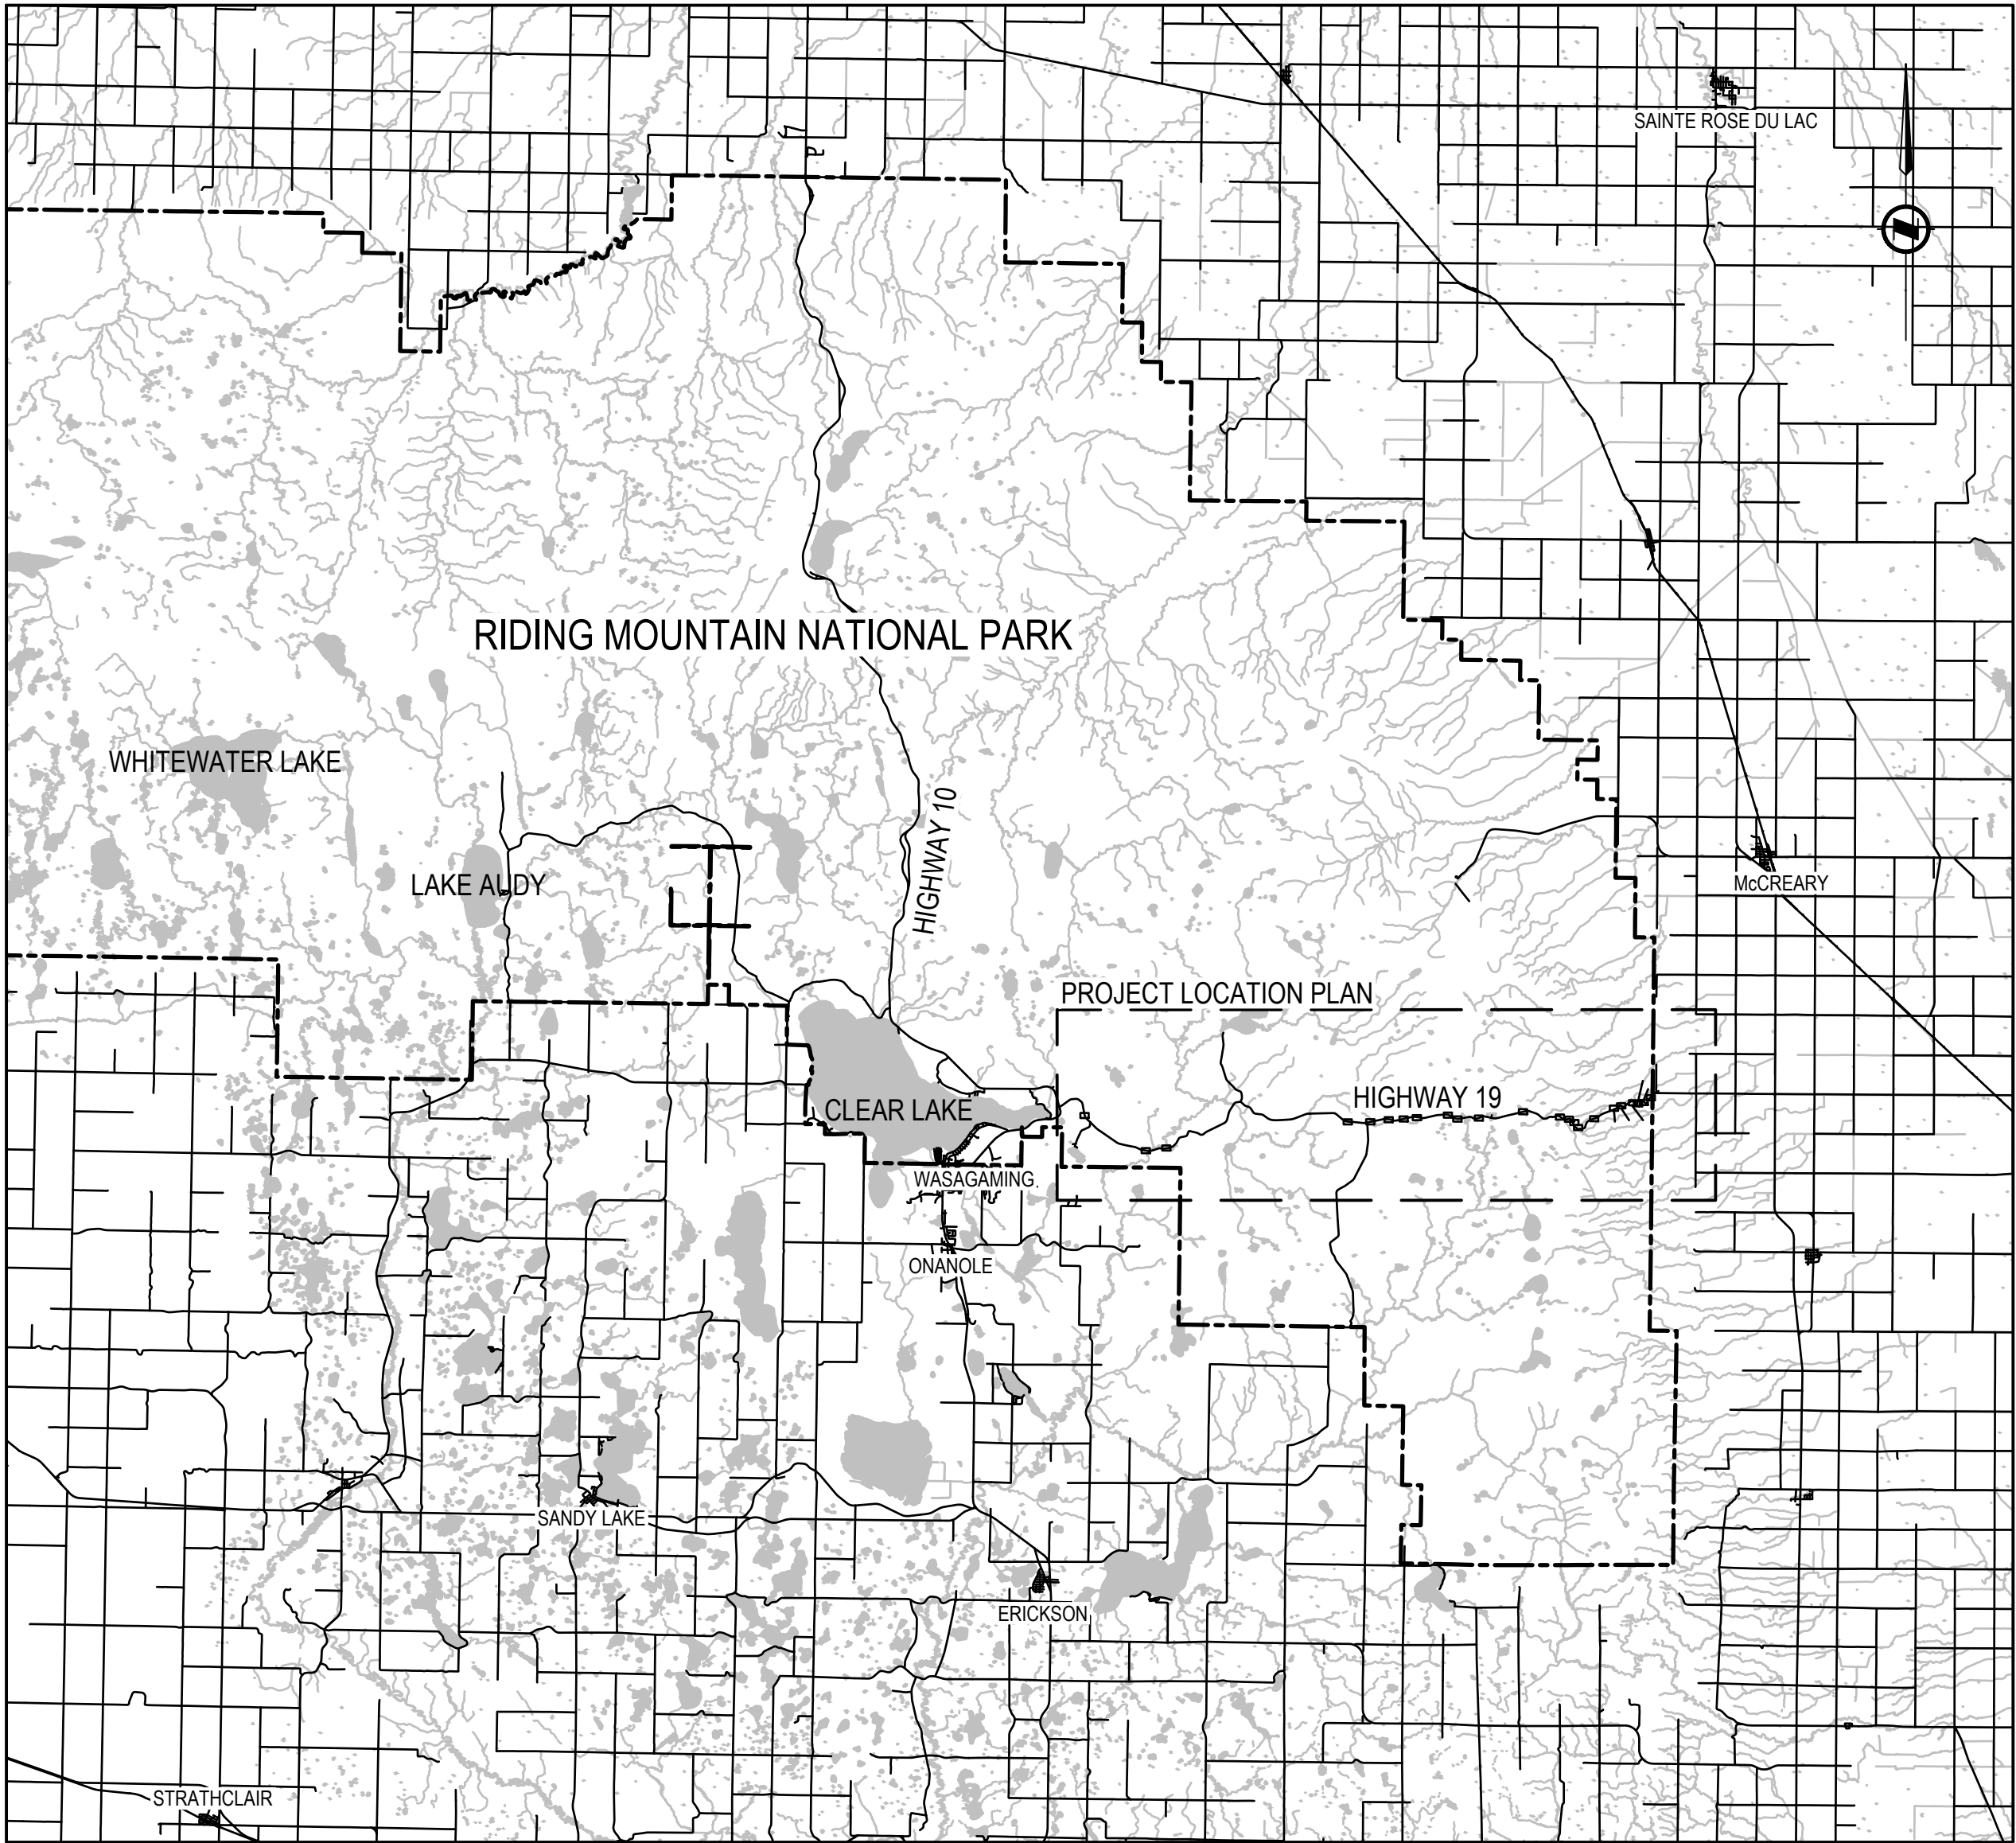 SAINTE ROSE DU LAC
RIDING MOUNTAIN NATIONAL PARK
WHITEWATER LAKE
HIGHWAY 10
LAKE AUDY
McCREARY
PROJECT LOCATION PLAN
HIGHWAY 19
CLEAR LAKE
WASAGAMING
ONANOLE
SANDY LAKE
ERICKSON
STRATHCLAIR